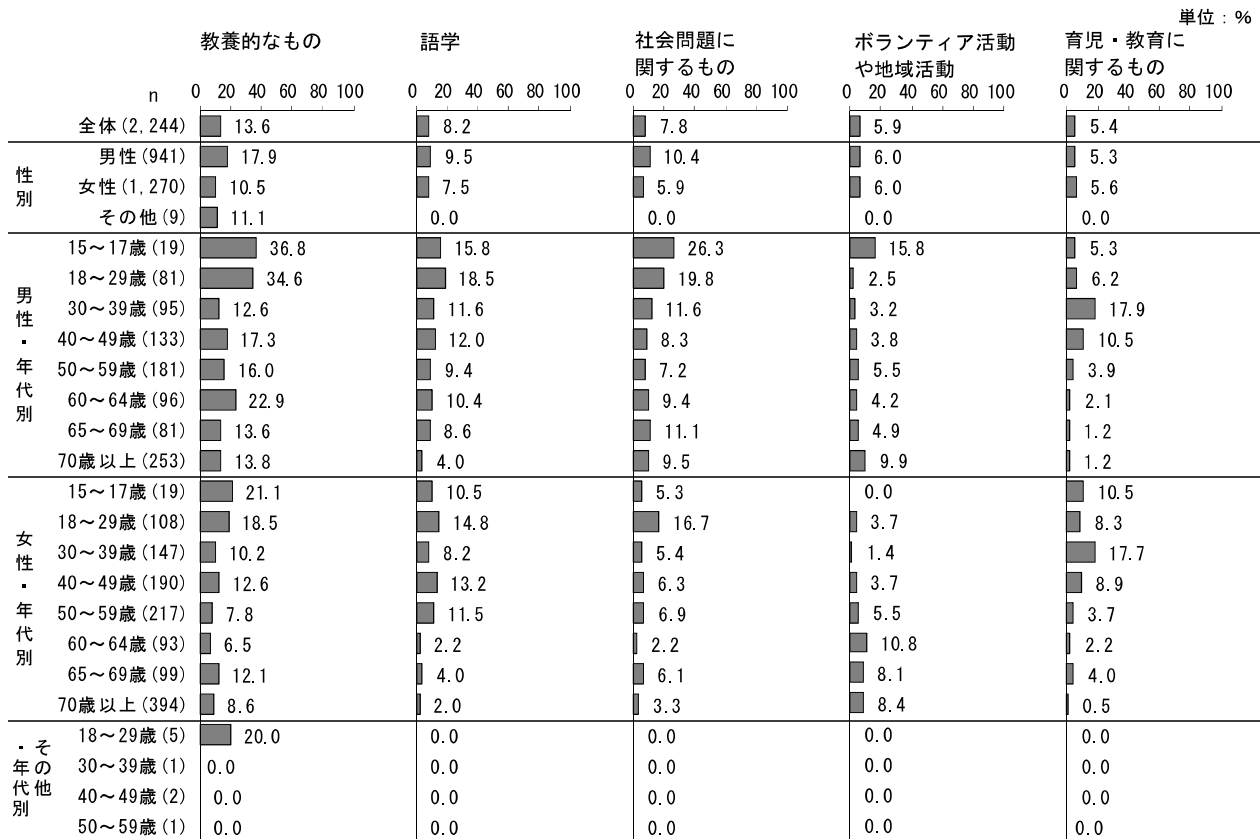 単位：%
教養的なもの 語学 社会問題に関するもの ボランティア活動や地域活動 育児・教育に関するもの
n 0 20 40 60 80 100 0 20 40 60 80 100 0 20 40 60 80 100 0 20 40 60 80 100 0 20 40 60 80 100
全体(2,244) 13.6 8.2 7.8 5.9 5.4
性別
男性(941) 17.9 9.5 10.4 6.0 5.3
女性(1,270) 10.5 7.5 5.9 6.0 5.6
その他(9) 11.1 0.0 0.0 0.0 0.0
男性・年代別
15～17歳(19) 36.8 15.8 26.3 15.8 5.3
18～29歳(81) 34.6 18.5 19.8 2.5 6.2
30～39歳(95) 12.6 11.6 11.6 3.2 17.9
40～49歳(133) 17.3 12.0 8.3 3.8 10.5
50～59歳(181) 16.0 9.4 7.2 5.5 3.9
60～64歳(96) 22.9 10.4 9.4 4.2 2.1
65～69歳(81) 13.6 8.6 11.1 4.9 1.2
70歳以上(253) 13.8 4.0 9.5 9.9 1.2
女性・年代別
15～17歳(19) 21.1 10.5 5.3 0.0 10.5
18～29歳(108) 18.5 14.8 16.7 3.7 8.3
30～39歳(147) 10.2 8.2 5.4 1.4 17.7
40～49歳(190) 12.6 13.2 6.3 3.7 8.9
50～59歳(217) 7.8 11.5 6.9 5.5 3.7
60～64歳(93) 6.5 2.2 2.2 10.8 2.2
65～69歳(99) 12.1 4.0 6.1 8.1 4.0
70歳以上(394) 8.6 2.0 3.3 8.4 0.5
その他・年代別
18～29歳(5) 20.0 0.0 0.0 0.0 0.0
30～39歳(1) 0.0 0.0 0.0 0.0 0.0
40～49歳(2) 0.0 0.0 0.0 0.0 0.0
50～59歳(1) 0.0 0.0 0.0 0.0 0.0